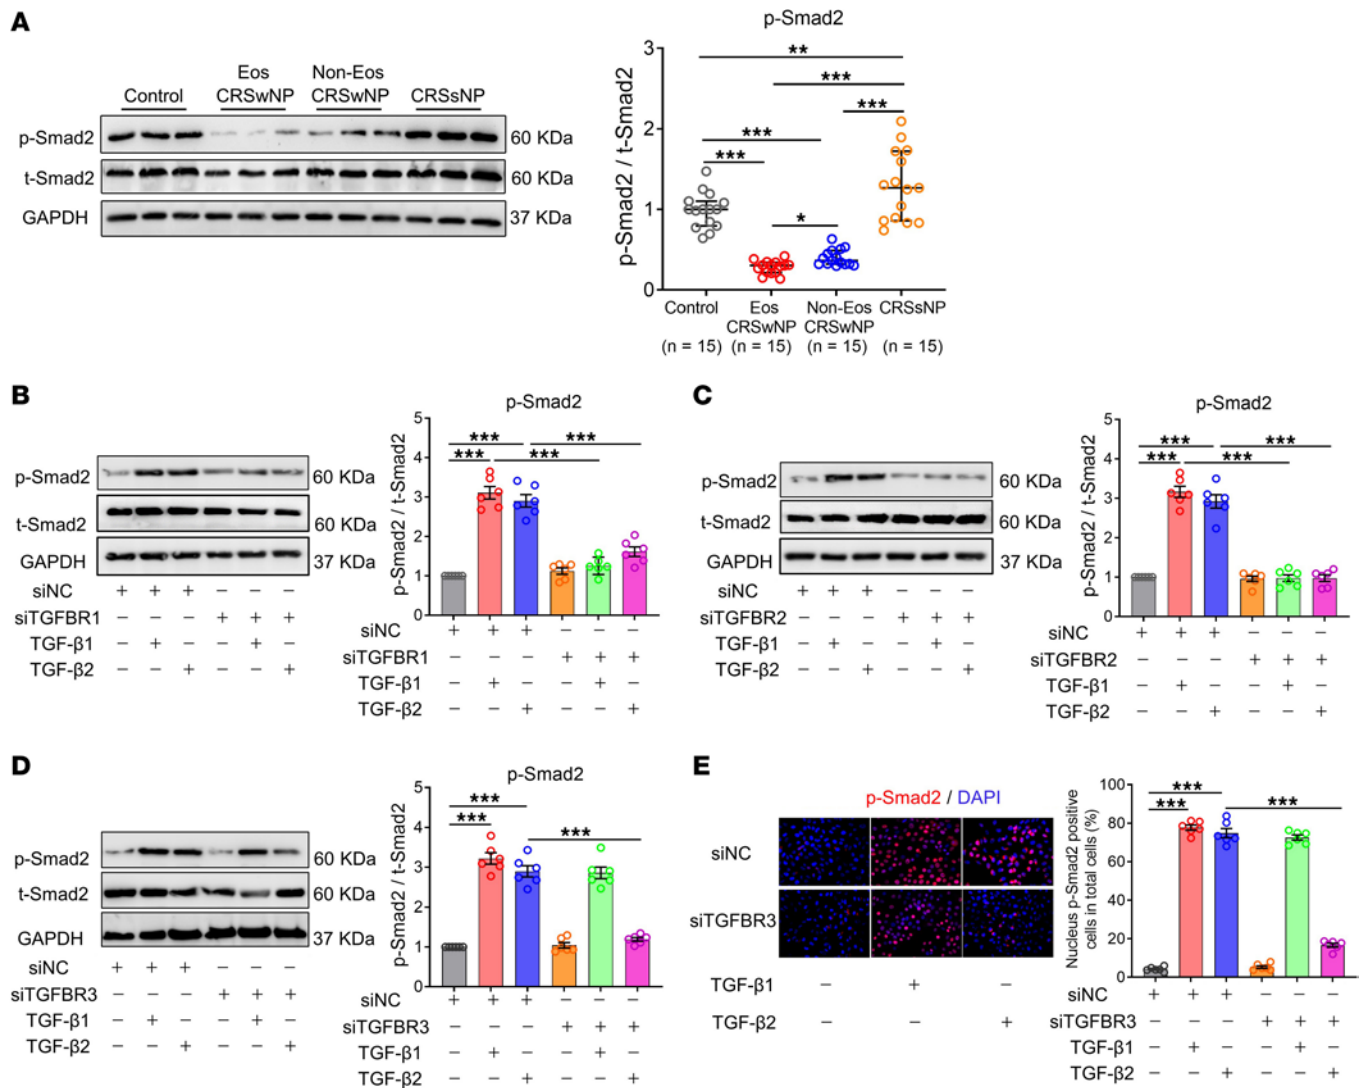 A
Control
Eos
CRSwNP
Non-Eos
CRSwNP
CRSsNP
p-Smad2
60 KDa
t-Smad2
60 KDa
GAPDH
37 KDa
p-Smad2
p-Smad2 / t-Smad2
3
2
1
0
**
***
***
***
***
*
Control
Eos
CRSwNP
Non-Eos
CRSwNP
CRSsNP
(n = 15)
(n = 15)
(n = 15)
(n = 15)
B
p-Smad2
60 KDa
t-Smad2
60 KDa
GAPDH
37 KDa
siNC + + + − − −
siTGFBR1 − − − + + +
TGF-β1 − + − − + −
TGF-β2 − − + − − +
p-Smad2
p-Smad2 / t-Smad2
5
4
3
2
1
0
*** ***
*** ***
siNC + + + − − −
siTGFBR1 − − − + + +
TGF-β1 − + − − + −
TGF-β2 − − + − − +
C
p-Smad2
60 KDa
t-Smad2
60 KDa
GAPDH
37 KDa
siNC + + + − − −
siTGFBR2 − − − + + +
TGF-β1 − + − − + −
TGF-β2 − − + − − +
p-Smad2
p-Smad2 / t-Smad2
5
4
3
2
1
0
*** ***
*** ***
siNC + + + − − −
siTGFBR2 − − − + + +
TGF-β1 − + − − + −
TGF-β2 − − + − − +
D
p-Smad2
60 KDa
t-Smad2
60 KDa
GAPDH
37 KDa
siNC + + + − − −
siTGFBR3 − − − + + +
TGF-β1 − + − − + −
TGF-β2 − − + − − +
p-Smad2
p-Smad2 / t-Smad2
5
4
3
2
1
0
***
***
***
siNC + + + − − −
siTGFBR3 − − − + + +
TGF-β1 − + − − + −
TGF-β2 − − + − − +
E
p-Smad2 / DAPI
siNC
siTGFBR3
TGF-β1 − + −
TGF-β2 − − +
Nucleus p-Smad2 positive
cells in total cells (%)
100
80
60
40
20
0
***
***
***
siNC + + + − − −
siTGFBR3 − − − + + +
TGF-β1 − + − − + −
TGF-β2 − − + − − +